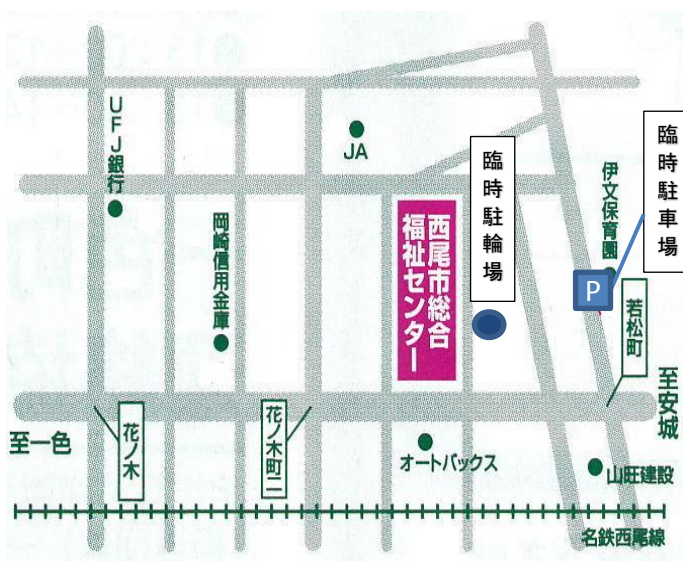 UFJ銀行
JA
岡崎信用金庫
西尾市総合
福祉センター
臨時駐輪場
伊文保育園
臨時駐車場
P
若松町
至安城
至一色
花ノ木
花ノ木町二
オートバックス
山旺建設
名鉄西尾線